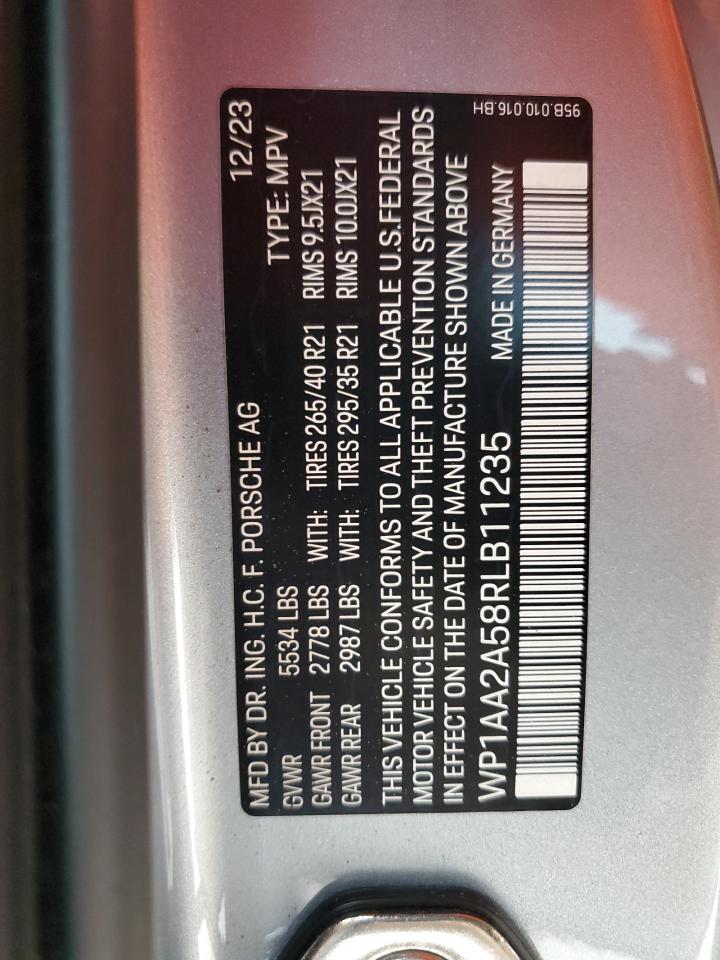 MFD BY DR. ING. H.C. F. PORSCHE AG 12/23
GVWR 5534 LBS TYPE: MPV
GAWR FRONT 2778 LBS WITH: TIRES 265/40 R21 RIMS 9.5JX21
GAWR REAR 2987 LBS WITH: TIRES 295/35 R21 RIMS 10.0JX21
THIS VEHICLE CONFORMS TO ALL APPLICABLE U.S.FEDERAL
MOTOR VEHICLE SAFETY AND THEFT PREVENTION STANDARDS
IN EFFECT ON THE DATE OF MANUFACTURE SHOWN ABOVE
WP1AA2A58RLB11235 MADE IN GERMANY
95B.010.016.BH